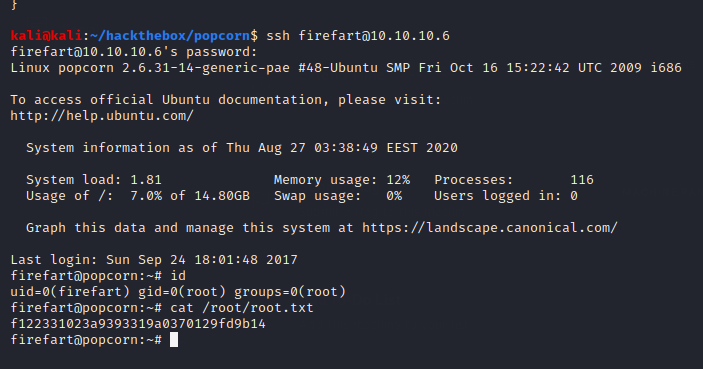 }
kali@kali:~/hackthebox/popcorn$ ssh firefart@10.10.10.6
firefart@10.10.10.6's password:
Linux popcorn 2.6.31-14-generic-pae #48-Ubuntu SMP Fri Oct 16 15:22:42 UTC 2009 i686
To access official Ubuntu documentation, please visit:
http://help.ubuntu.com/
System information as of Thu Aug 27 03:38:49 EEST 2020
System load: 1.81 Memory usage: 12% Processes: 116
Usage of /: 7.0% of 14.80GB Swap usage: 0% Users logged in: 0
Graph this data and manage this system at https://landscape.canonical.com/
Last login: Sun Sep 24 18:01:48 2017
firefart@popcorn:~# id
uid=0(firefart) gid=0(root) groups=0(root)
firefart@popcorn:~# cat /root/root.txt
f122331023a9393319a0370129fd9b14
firefart@popcorn:~#